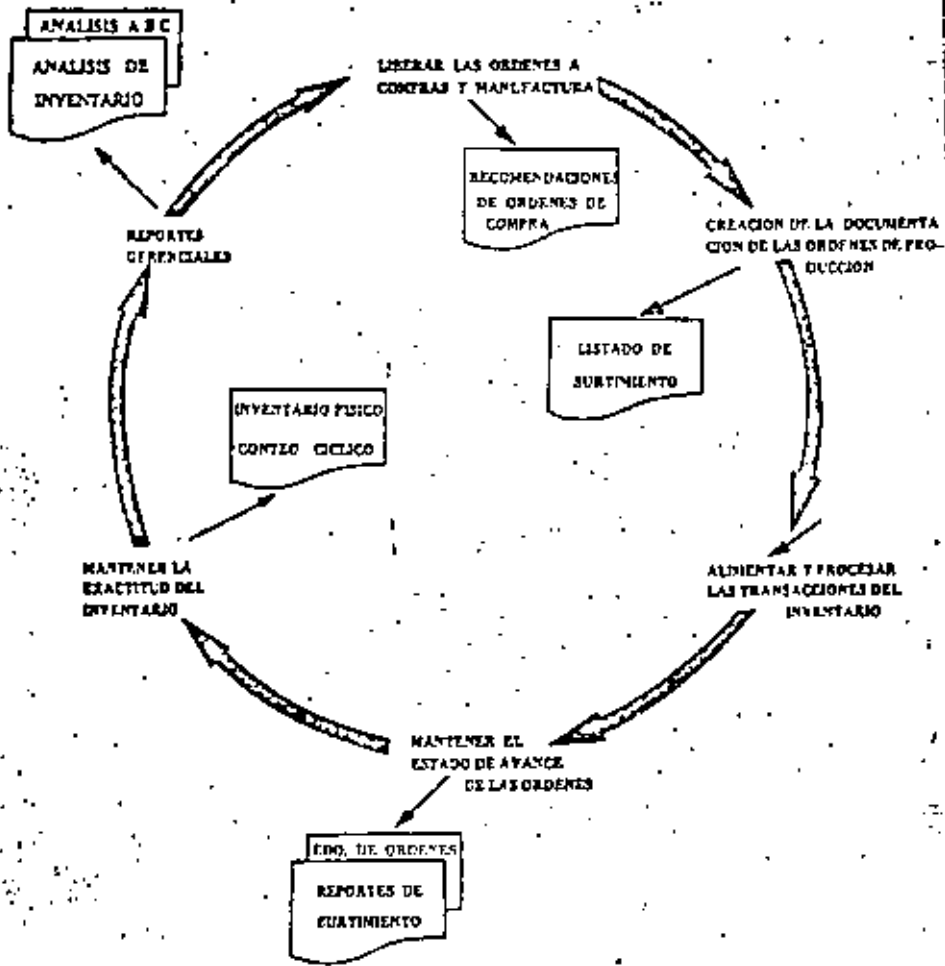 ANALISIS A B C
ANALISIS DE
INVENTARIO
LIBERAR LAS ORDENES A
COMPRAS Y MANUFACTURA
RECOMENDACIONES
DE ORDENES DE
COMPRA
CREACION DE LA DOCUMENTA
CION DE LAS ORDENES DE PRO-
DUCCION
REPORTES
GERENCIALES
LISTADO DE
SURTIMIENTO
INVENTARIO FISICO
CONTEO CICLICO
MANTENER LA
EXACTITUD DEL
INVENTARIO
ALIMENTAR Y PROCESAR
LAS TRANSACCIONES DEL
INVENTARIO
MANTENER EL
ESTADO DE AVANCE
DE LAS ORDENES
EDO. DE ORDENES
REPORTES DE
SURTIMIENTO